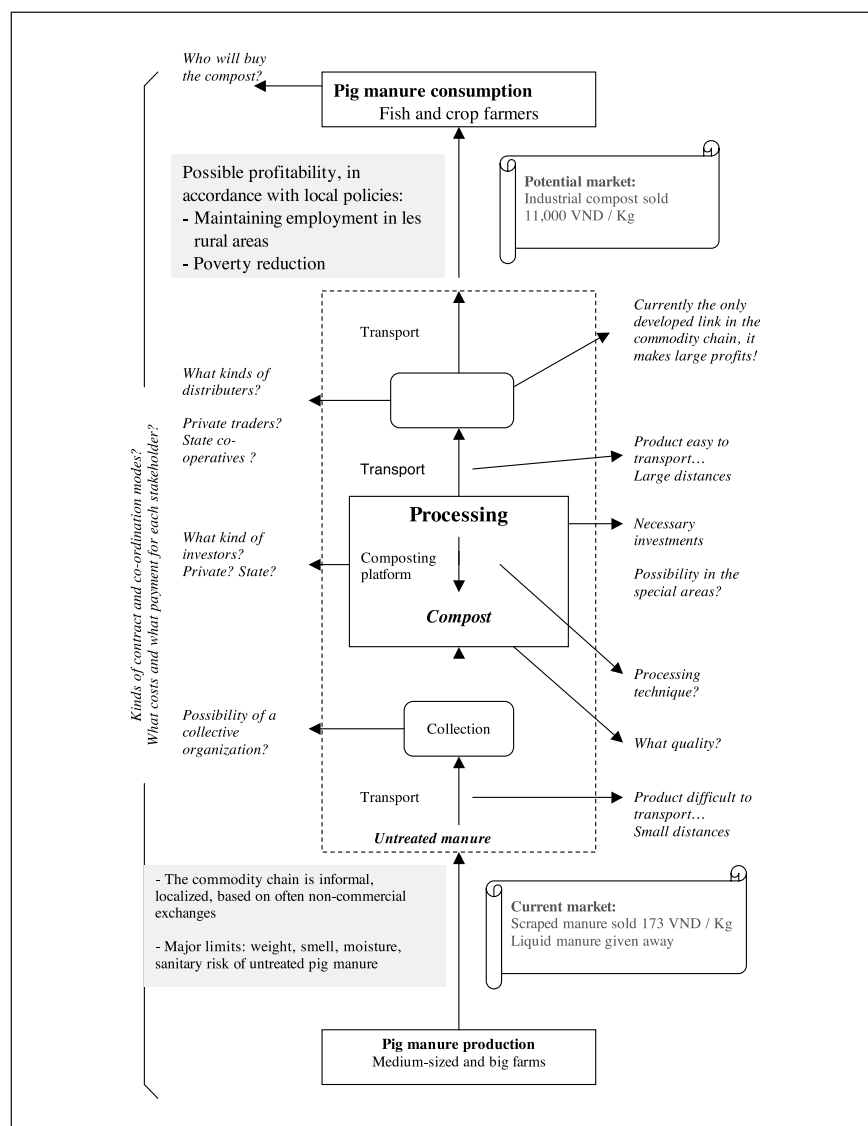 Who will buy
the compost?
Pig manure consumption
Fish and crop farmers
Possible profitability, in
accordance with local policies:
- Maintaining employment in les
rural areas
- Poverty reduction
Potential market:
Industrial compost sold
11,000 VND / Kg
Transport
Currently the only
developed link in the
commodity chain, it
makes large profits!
What kinds of
distributers?
Private traders?
State co-
operatives ?
Transport
Product easy to
transport…
Large distances
Kinds of contract and co-ordination modes?
What costs and what payment for each stakeholder?
Processing
What kind of
investors?
Private? State?
Composting
platform
Compost
Necessary
investments
Possibility in the
special areas?
Processing
technique?
Possibility of a
collective
organization?
Collection
What quality?
Transport
Product difficult to
transport…
Small distances
Untreated manure
- The commodity chain is informal,
localized, based on often non-commercial
exchanges
- Major limits: weight, smell, moisture,
sanitary risk of untreated pig manure
Current market:
Scraped manure sold 173 VND / Kg
Liquid manure given away
Pig manure production
Medium-sized and big farms